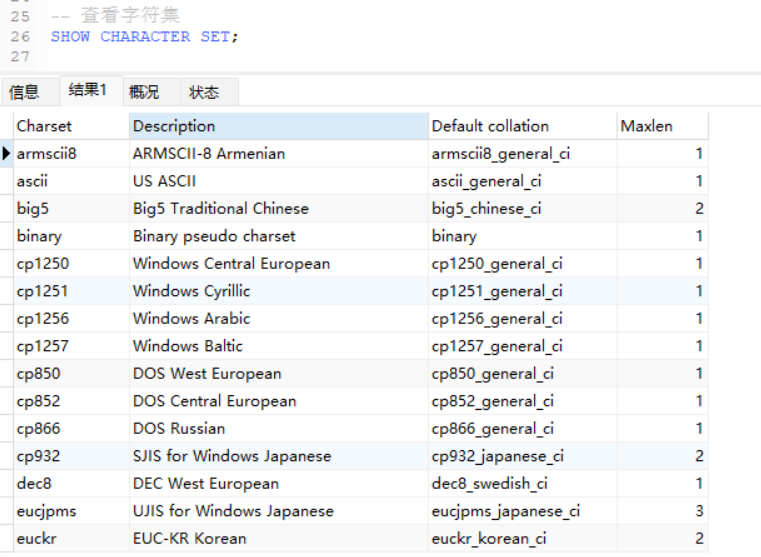 25 -- 查看字符集
26 SHOW CHARACTER SET;
27
信息 结果1 概况 状态
Charset Description Default collation Maxlen
armscii8 ARMSCII-8 Armenian armscii8_general_ci 1
ascii US ASCII ascii_general_ci 1
big5 Big5 Traditional Chinese big5_chinese_ci 2
binary Binary pseudo charset binary 1
cp1250 Windows Central European cp1250_general_ci 1
cp1251 Windows Cyrillic cp1251_general_ci 1
cp1256 Windows Arabic cp1256_general_ci 1
cp1257 Windows Baltic cp1257_general_ci 1
cp850 DOS West European cp850_general_ci 1
cp852 DOS Central European cp852_general_ci 1
cp866 DOS Russian cp866_general_ci 1
cp932 SJIS for Windows Japanese cp932_japanese_ci 2
dec8 DEC West European dec8_swedish_ci 1
eucjpms UJIS for Windows Japanese eucjpms_japanese_ci 3
euckr EUC-KR Korean euckr_korean_ci 2